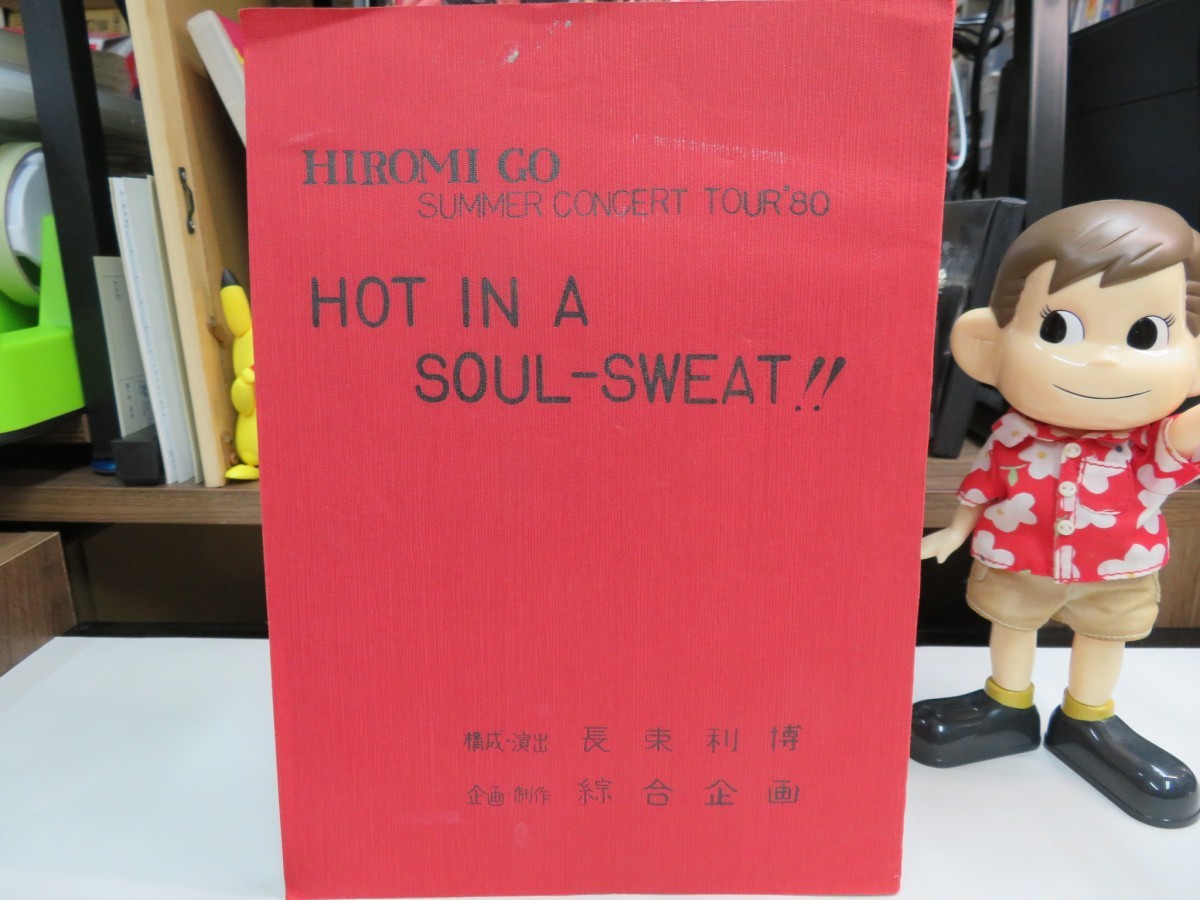 HIROMI GO
SUMMER CONCERT TOUR '80
HOT IN A
SOUL-SWEAT!!
構成・演出 長束利博
企画・制作 綜合企画